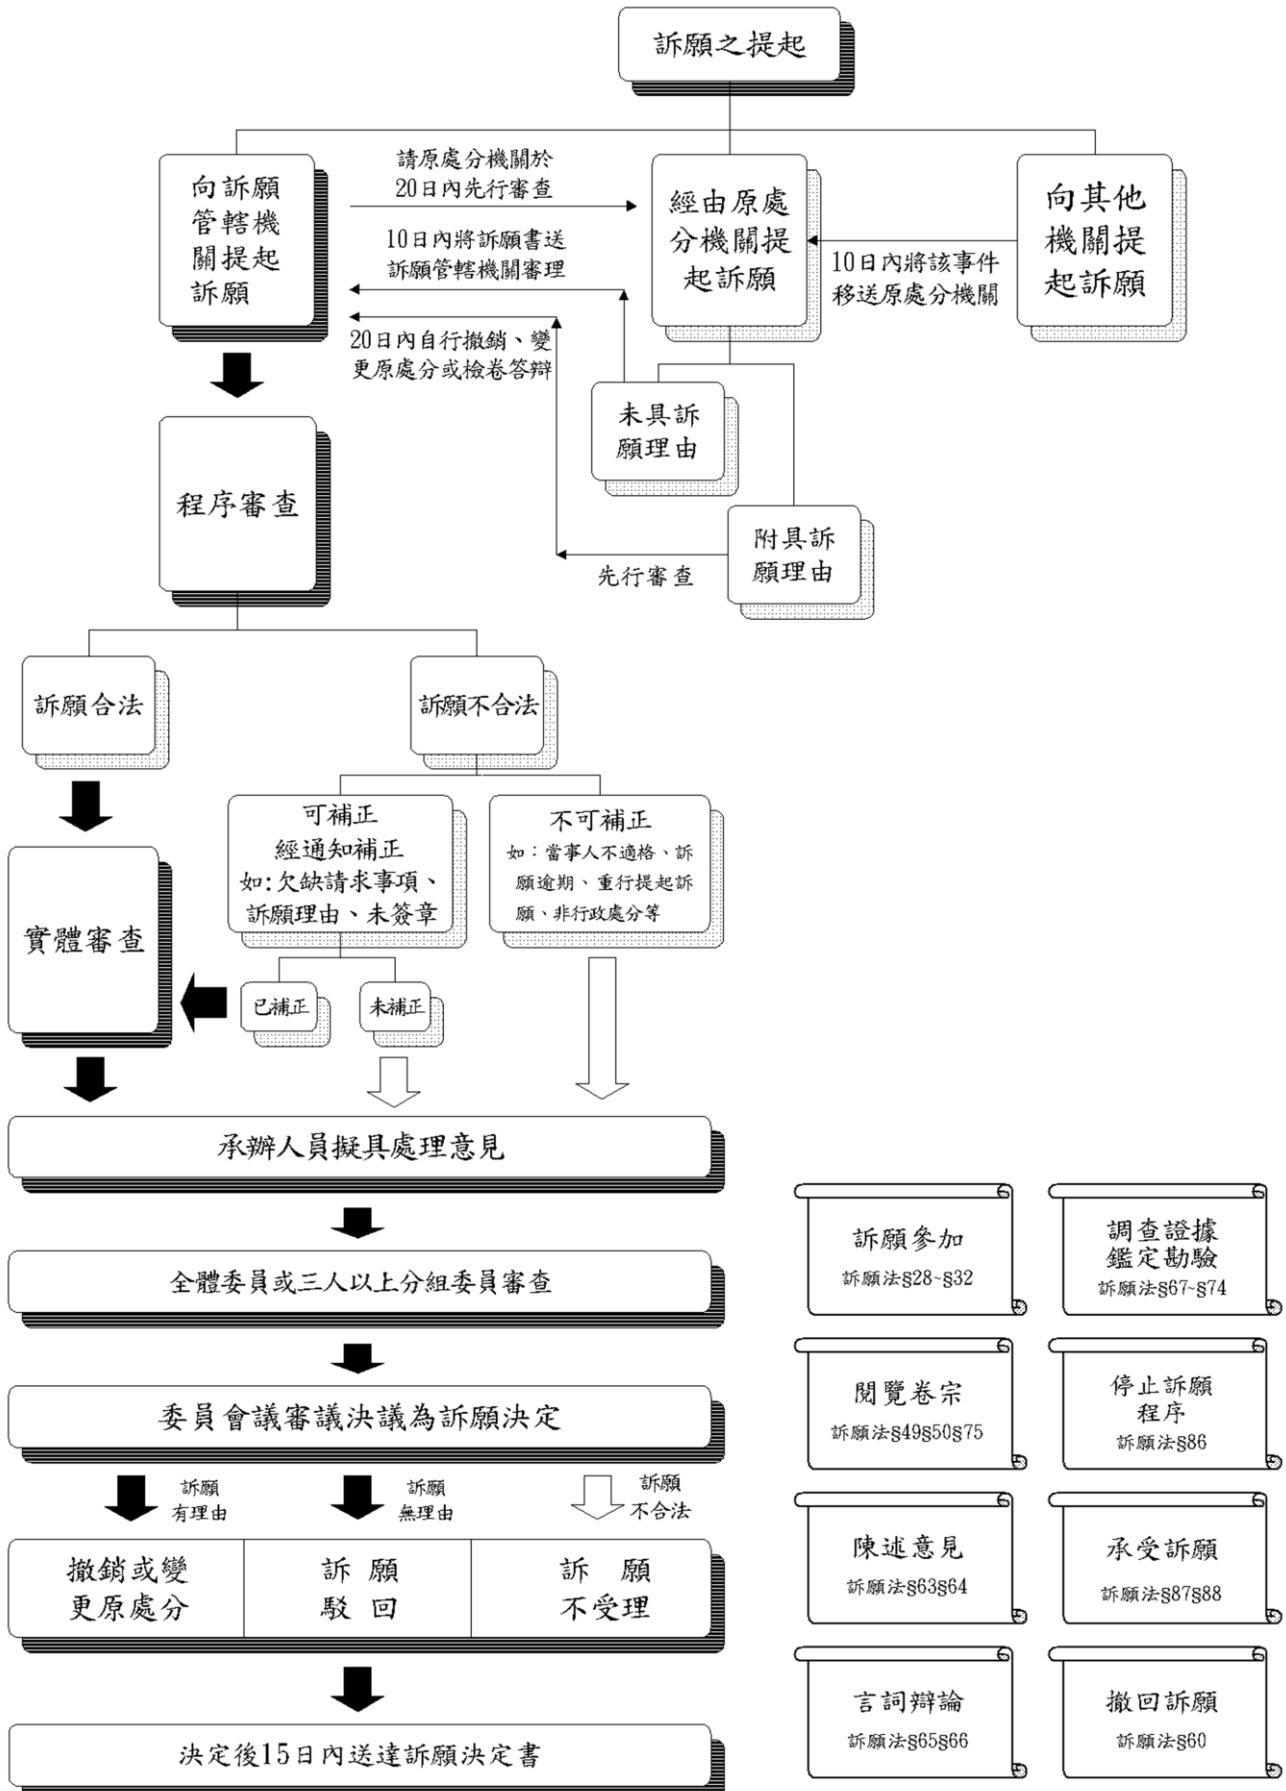 訴願之提起
向訴願
管轄機
關提起
訴願
請原處分機關於
20日內先行審查
10日內將訴願書送
訴願管轄機關審理
20日內自行撤銷、變
更原處分或檢卷答辯
經由原處
分機關提
起訴願
10日內將該事件
移送原處分機關
向其他
機關提
起訴願
未具訴
願理由
附具訴
願理由
先行審查
程序審查
訴願合法
訴願不合法
可補正
經通知補正
如:欠缺請求事項、
訴願理由、未簽章
不可補正
如：當事人不適格、訴
願逾期、重行提起訴
願、非行政處分等
實體審查
已補正
未補正
承辦人員擬具處理意見
全體委員或三人以上分組委員審查
委員會議審議決議為訴願決定
訴願
有理由
訴願
無理由
訴願
不合法
撤銷或變
更原處分
訴 願
駁 回
訴 願
不受理
決定後15日內送達訴願決定書
訴願參加
訴願法§28~§32
調查證據
鑑定勘驗
訴願法§67~§74
閱覽卷宗
訴願法§49§50§75
停止訴願
程序
訴願法§86
陳述意見
訴願法§63§64
承受訴願
訴願法§87§88
言詞辯論
訴願法§65§66
撤回訴願
訴願法§60